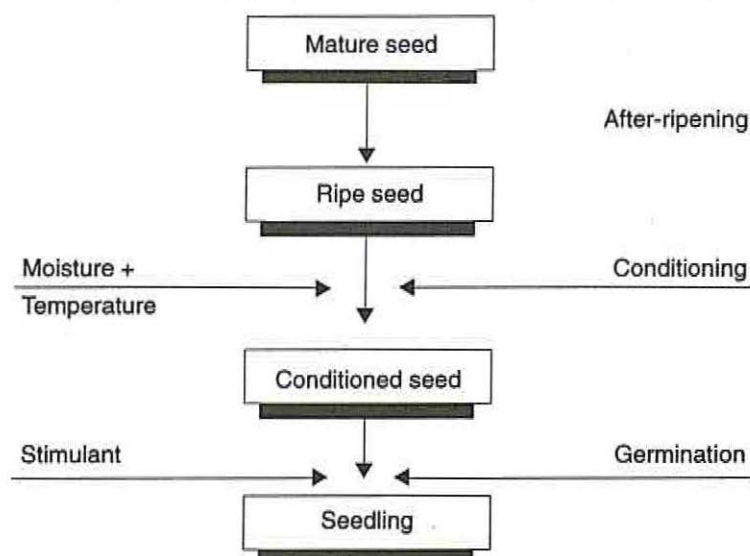 Mature seed
After-ripening
Ripe seed
Moisture +
Temperature
Conditioning
Conditioned seed
Stimulant
Germination
Seedling